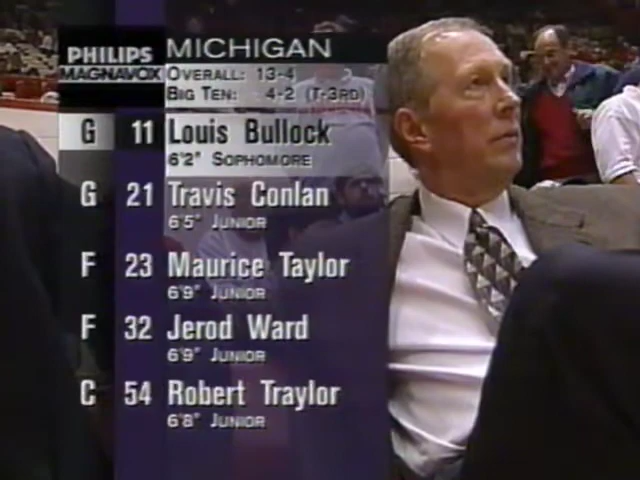 PHILIPS
MAGNAVOX
MICHIGAN
OVERALL: 13-4
BIG TEN: 4-2 (T-3RD)
G 11 Louis Bullock
6'2" SOPHOMORE
G 21 Travis Conlan
6'5" JUNIOR
F 23 Maurice Taylor
6'9" JUNIOR
F 32 Jerod Ward
6'9" JUNIOR
C 54 Robert Traylor
6'8" JUNIOR